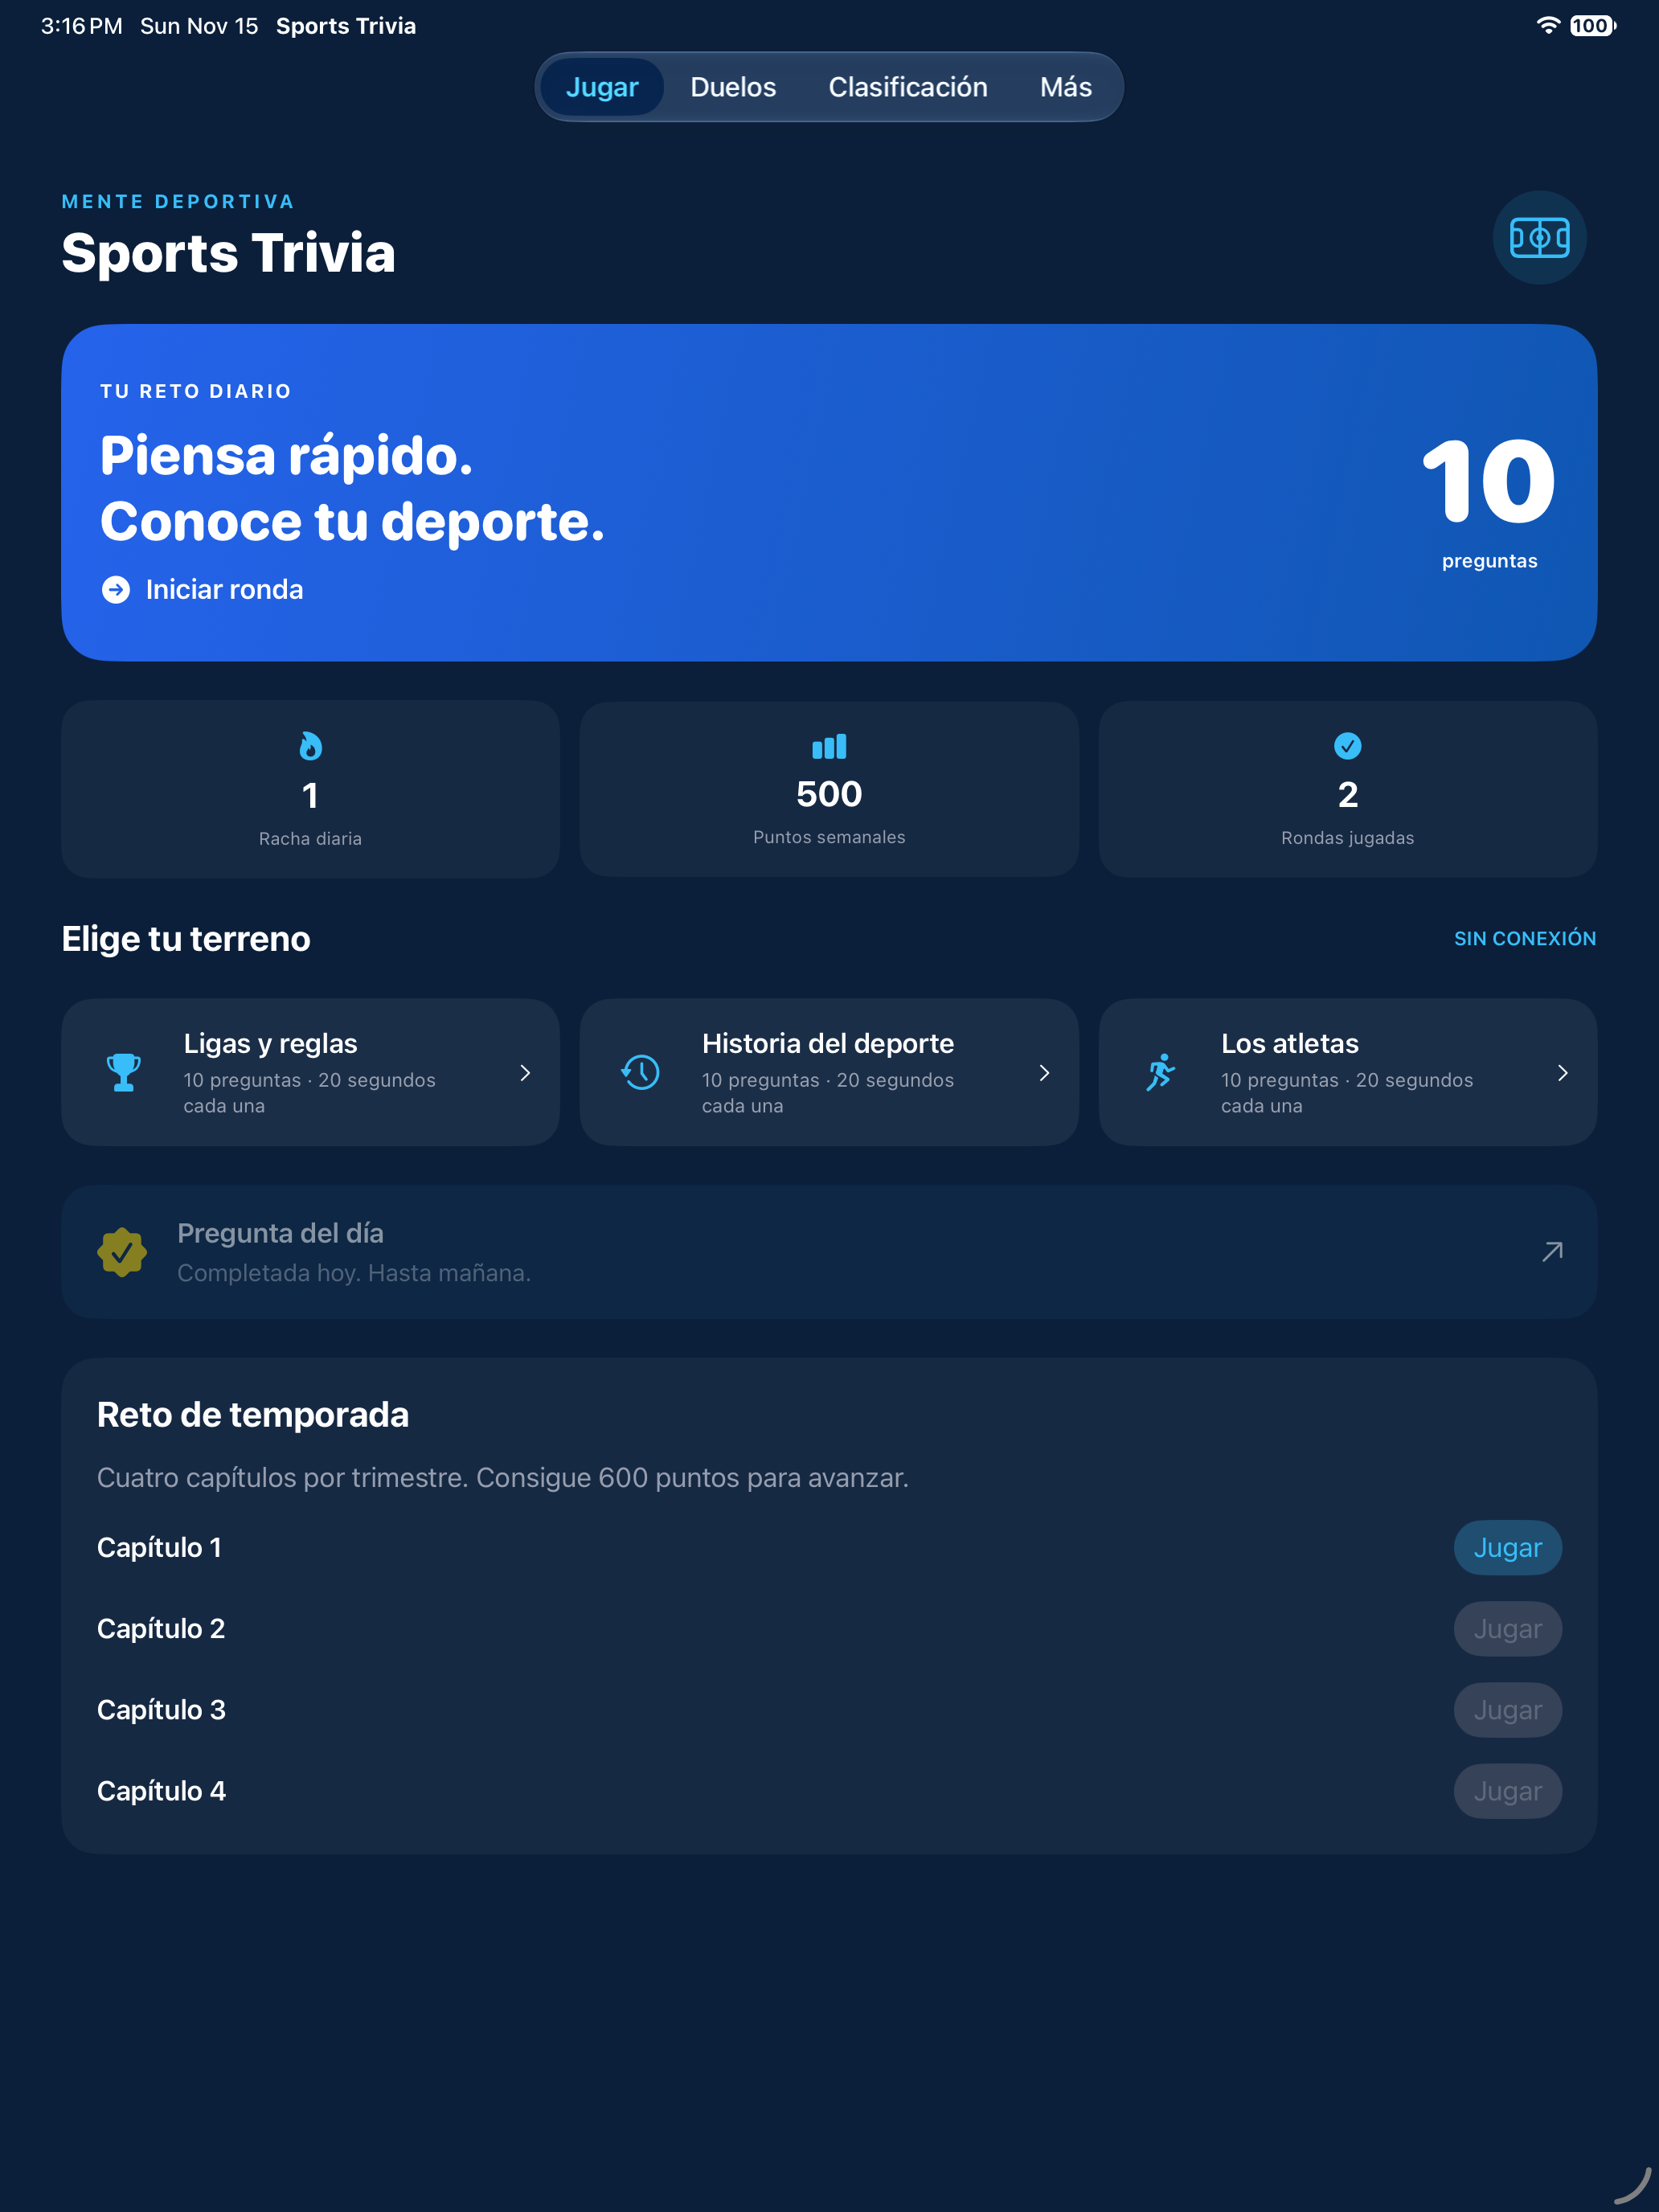 3:16 PM Sun Nov 15 Sports Trivia 100
Jugar Duelos Clasificación Más
MENTE DEPORTIVA
Sports Trivia
TU RETO DIARIO
Piensa rápido.
Conoce tu deporte.
Iniciar ronda
10
preguntas
1
Racha diaria
500
Puntos semanales
2
Rondas jugadas
Elige tu terreno
SIN CONEXIÓN
Ligas y reglas
10 preguntas · 20 segundos
cada una
Historia del deporte
10 preguntas · 20 segundos
cada una
Los atletas
10 preguntas · 20 segundos
cada una
Pregunta del día
Completada hoy. Hasta mañana.
Reto de temporada
Cuatro capítulos por trimestre. Consigue 600 puntos para avanzar.
Capítulo 1 Jugar
Capítulo 2 Jugar
Capítulo 3 Jugar
Capítulo 4 Jugar